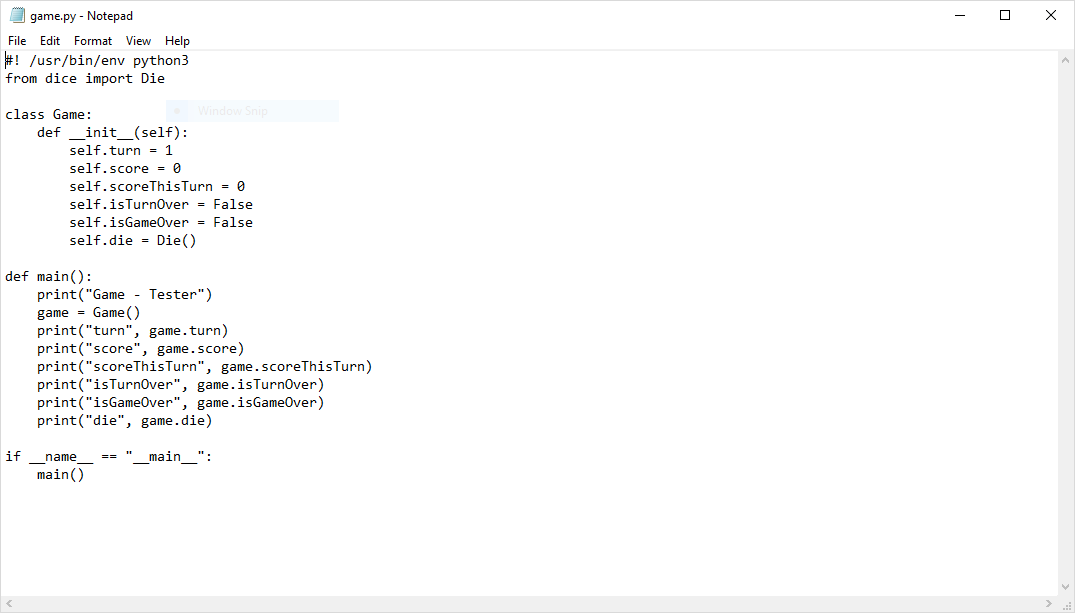 game.py - Notepad
File Edit Format View Help
#! /usr/bin/env python3
from dice import Die
Window Snip
class Game:
    def __init__(self):
        self.turn = 1
        self.score = 0
        self.scoreThisTurn = 0
        self.isTurnOver = False
        self.isGameOver = False
        self.die = Die()
def main():
    print("Game - Tester")
    game = Game()
    print("turn", game.turn)
    print("score", game.score)
    print("scoreThisTurn", game.scoreThisTurn)
    print("isTurnOver", game.isTurnOver)
    print("isGameOver", game.isGameOver)
    print("die", game.die)
if __name__ == "__main__":
    main()